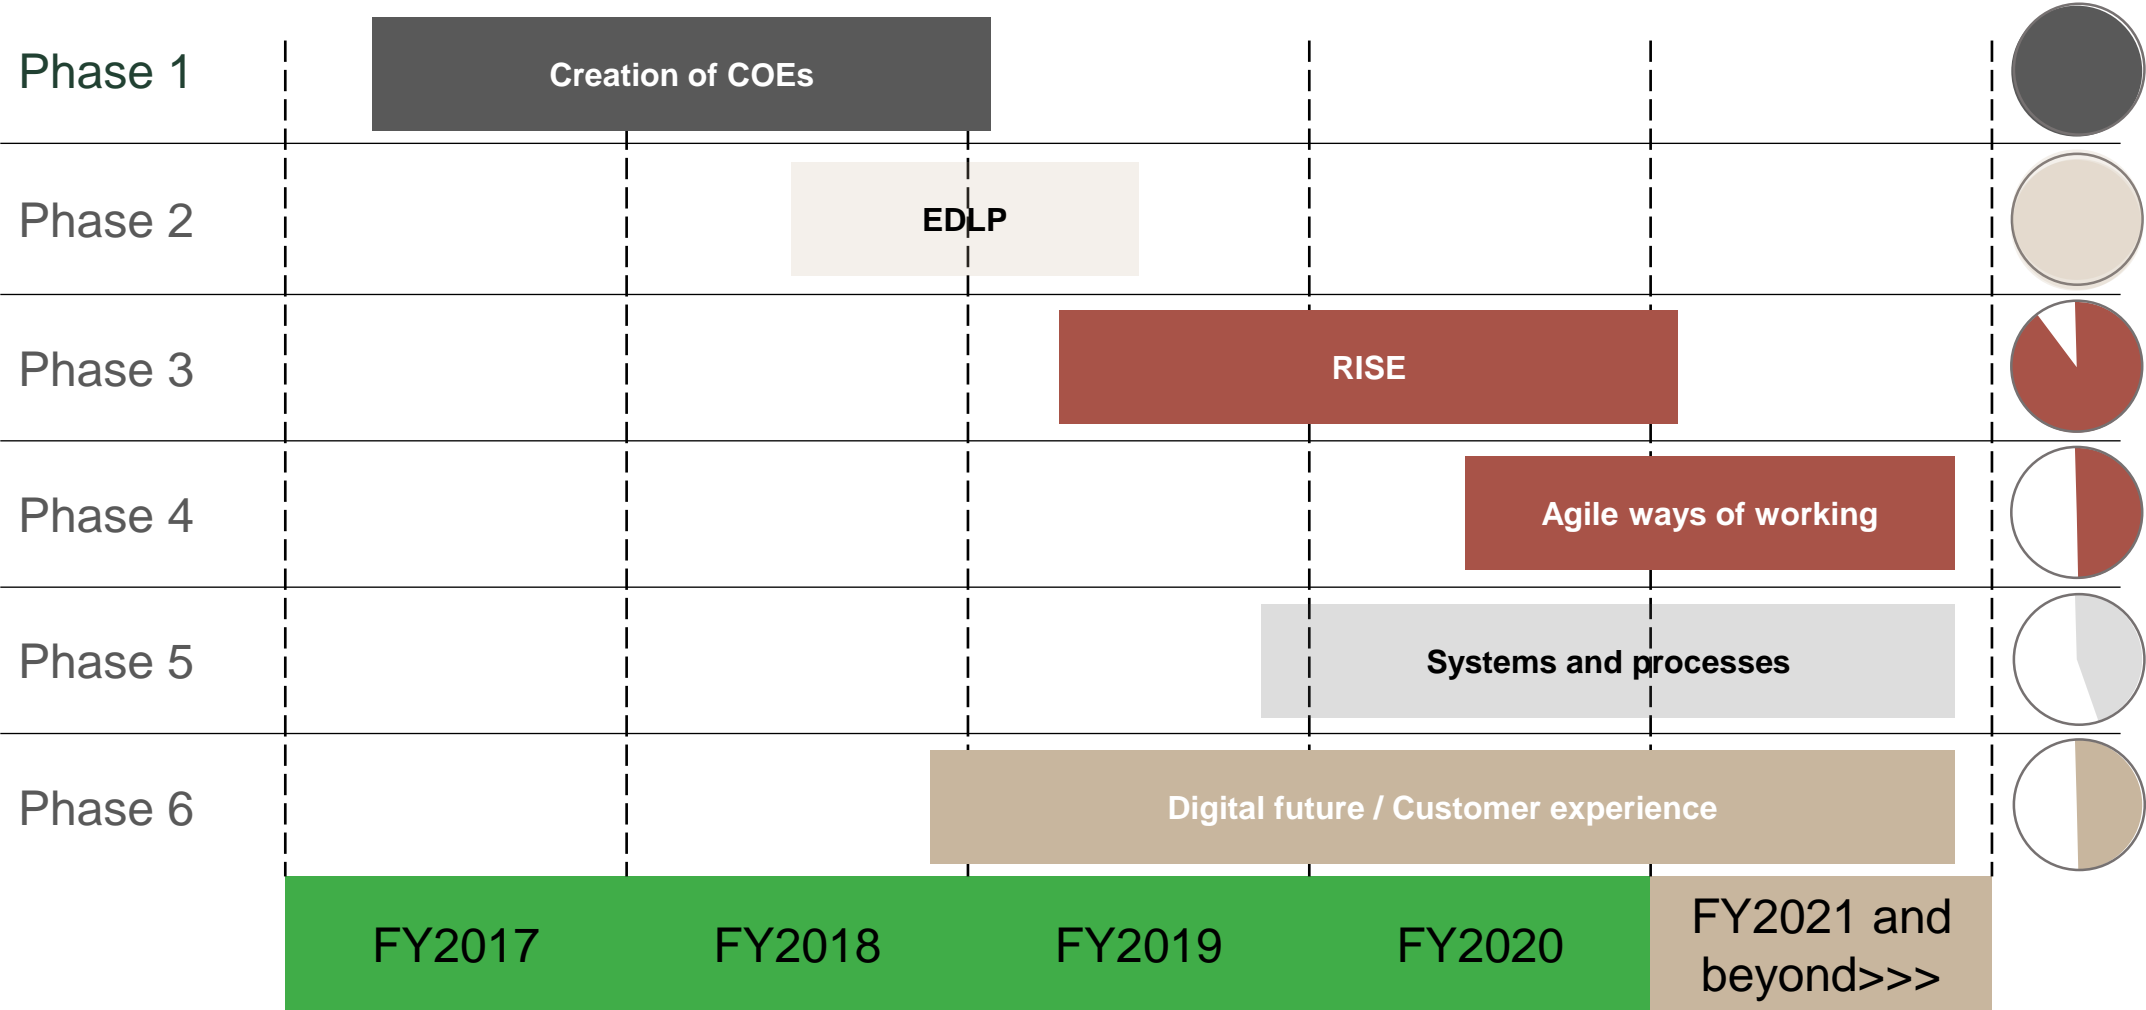 Phase 1
Creation of COEs
Phase 2
EDLP
Phase 3
RISE
Phase 4
Agile ways of working
Phase 5
Systems and processes
Phase 6
Digital future / Customer experience
FY2017
FY2018
FY2019
FY2020
FY2021 and
beyond>>>